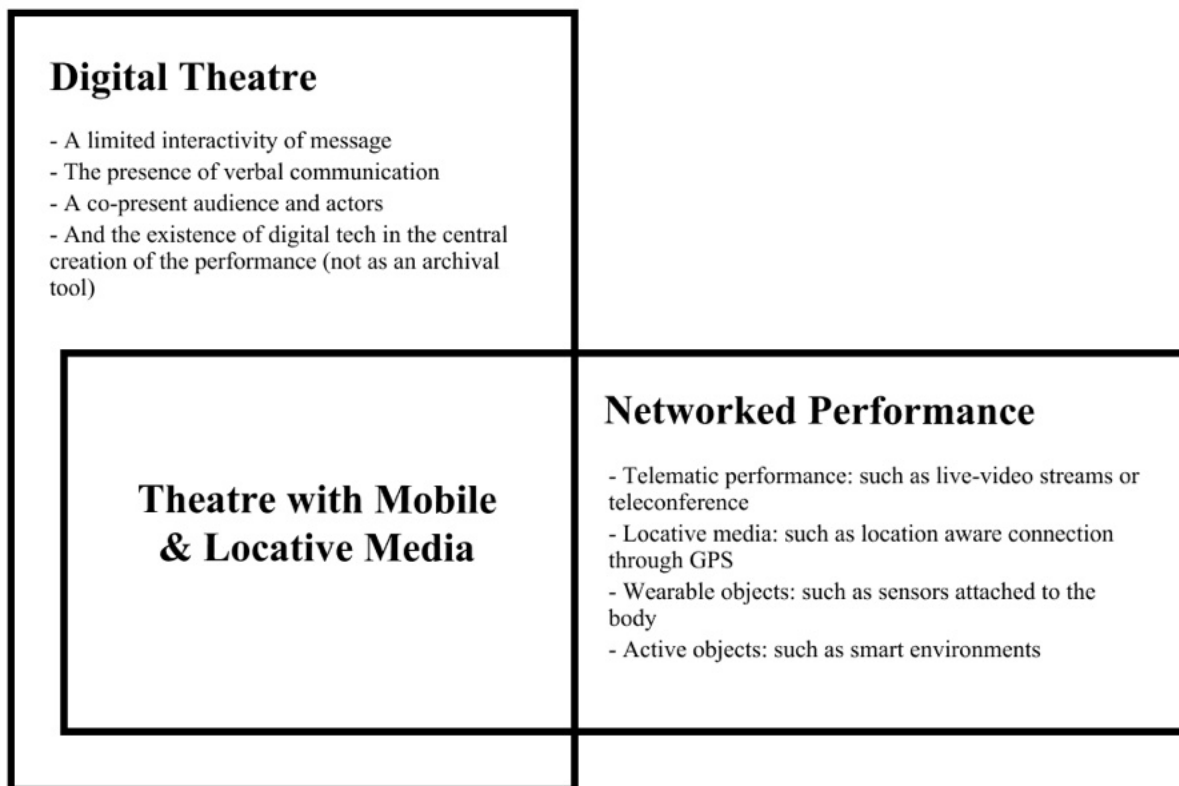 Digital Theatre
- A limited interactivity of message
- The presence of verbal communication
- A co-present audience and actors
- And the existence of digital tech in the central
creation of the performance (not as an archival
tool)
Theatre with Mobile
& Locative Media
Networked Performance
- Telematic performance: such as live-video streams or
teleconference
- Locative media: such as location aware connection
through GPS
- Wearable objects: such as sensors attached to the
body
- Active objects: such as smart environments